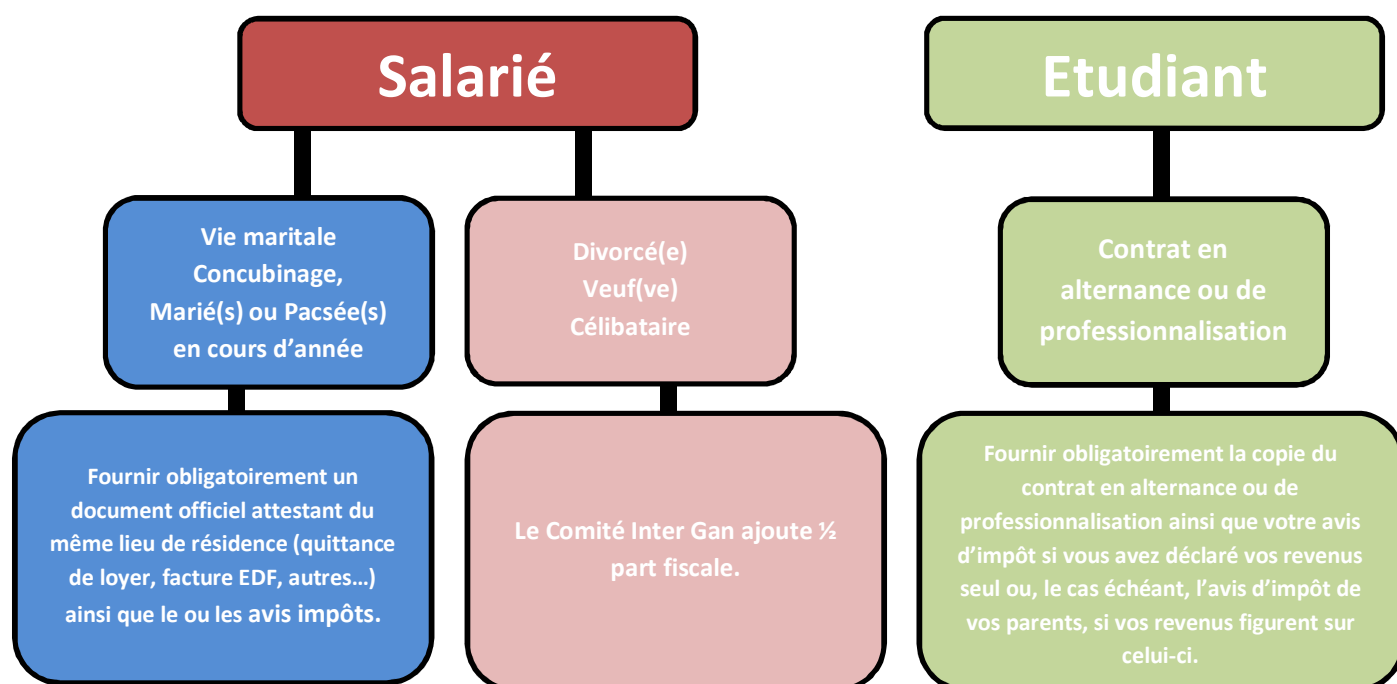 Salarié
Etudiant
Vie maritale
Concubinage,
Marié(s) ou Pacsée(s)
en cours d’année
Divorcé(e)
Veuf(ve)
Célibataire
Contrat en
alternance ou de
professionnalisation
Fournir obligatoirement un
document officiel attestant du
même lieu de résidence (quittance
de loyer, facture EDF, autres…)
ainsi que le ou les avis impôts.
Le Comité Inter Gan ajoute ½
part fiscale.
Fournir obligatoirement la copie du
contrat en alternance ou de
professionnalisation ainsi que votre avis
d’impôt si vous avez déclaré vos revenus
seul ou, le cas échéant, l’avis d’impôt de
vos parents, si vos revenus figurent sur
celui-ci.